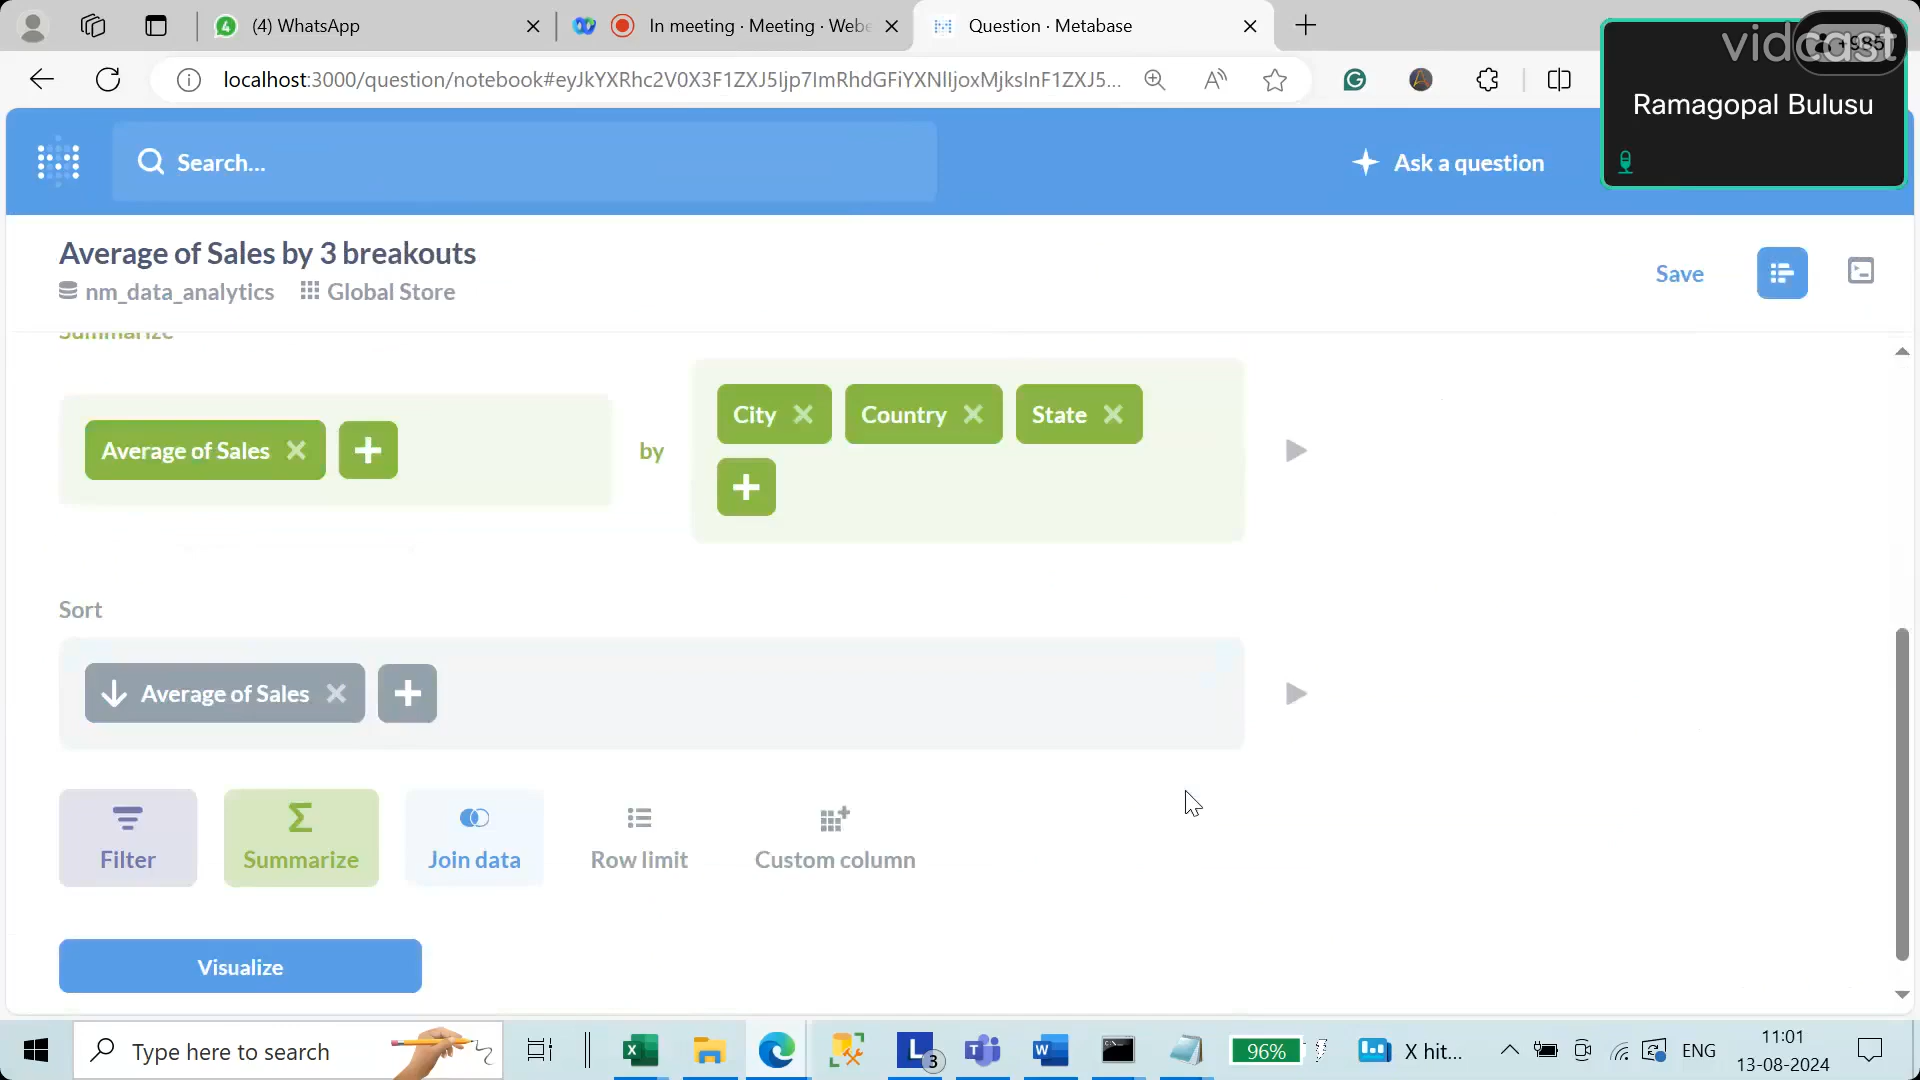 4
(4) WhatsApp
In meeting · Meeting · Webe
Question · Metabase
vidcast
Ramagopal Bulusu
localhost:3000/question/notebook#eyJkYXRhc2V0X3F1ZXJ5Ijp7ImRhdGFiYXNlIjoxMjksInF1ZXJ5...
Search...
Ask a question
Average of Sales by 3 breakouts
nm_data_analytics Global Store
Save
Summarize
Average of Sales
by
City
Country
State
Sort
Average of Sales
Filter
Summarize
Join data
Row limit
Custom column
Visualize
Type here to search
3
96%
X hit...
ENG
11:01
13-08-2024